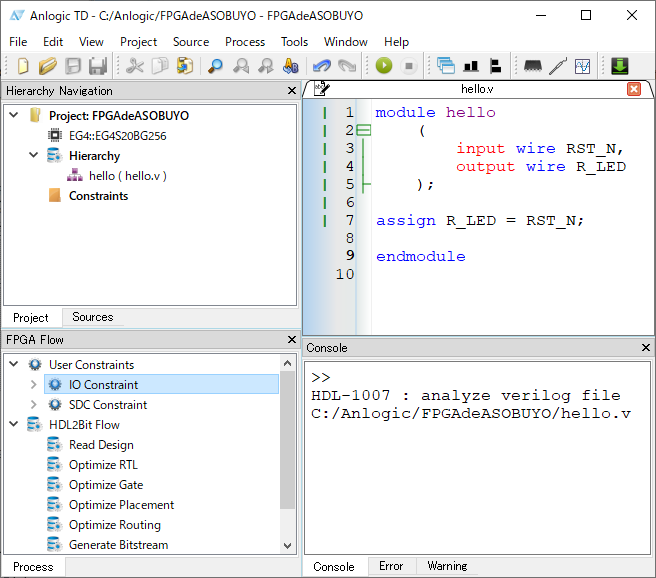 Anlogic TD - C:/Anlogic/FPGAdeASOBUYO - FPGAdeASOBUYO
File Edit View Project Source Process Tools Window Help
Hierarchy Navigation
Project: FPGAdeASOBUYO
EG4::EG4S20BG256
Hierarchy
hello ( hello.v )
Constraints
Project Sources
hello.v
1 module hello
2 (
3 input wire RST_N,
4 output wire R_LED
5 );
6
7 assign R_LED = RST_N;
8
9 endmodule
10
FPGA Flow
User Constraints
IO Constraint
SDC Constraint
HDL2Bit Flow
Read Design
Optimize RTL
Optimize Gate
Optimize Placement
Optimize Routing
Generate Bitstream
Process
Console
>>
HDL-1007 : analyze verilog file
C:/Anlogic/FPGAdeASOBUYO/hello.v
Console Error Warning